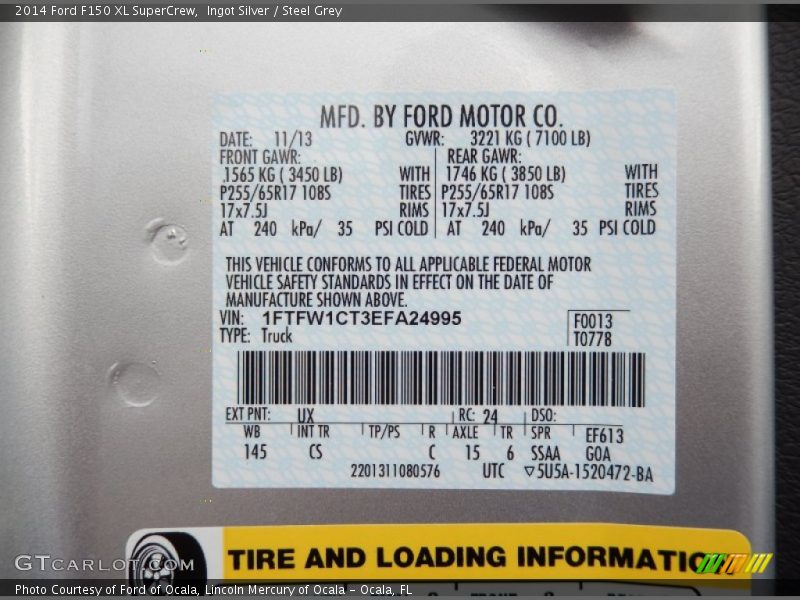 2014 Ford F150 XL SuperCrew,  Ingot Silver / Steel Grey
MFD. BY FORD MOTOR CO.
DATE: 11/13 GVWR: 3221 KG ( 7100 LB)
FRONT GAWR: REAR GAWR:
1565 KG ( 3450 LB) WITH 1746 KG ( 3850 LB) WITH
P255/65R17 108S TIRES P255/65R17 108S TIRES
17x7.5J RIMS 17x7.5J RIMS
AT 240 kPa/ 35 PSI COLD AT 240 kPa/ 35 PSI COLD
THIS VEHICLE CONFORMS TO ALL APPLICABLE FEDERAL MOTOR
VEHICLE SAFETY STANDARDS IN EFFECT ON THE DATE OF
MANUFACTURE SHOWN ABOVE.
VIN: 1FTFW1CT3EFA24995 F0013
TYPE: Truck T0778
EXT PNT: UX RC: 24 DSO:
WB INT TR TP/PS R AXLE TR SPR EF613
145 CS C 15 6 SSAA GOA
2201311080576 UTC ▽5U5A-1520472-BA
TIRE AND LOADING INFORMATIO
GTCARLOT.COM
Photo Courtesy of Ford of Ocala, Lincoln Mercury of Ocala - Ocala, FL